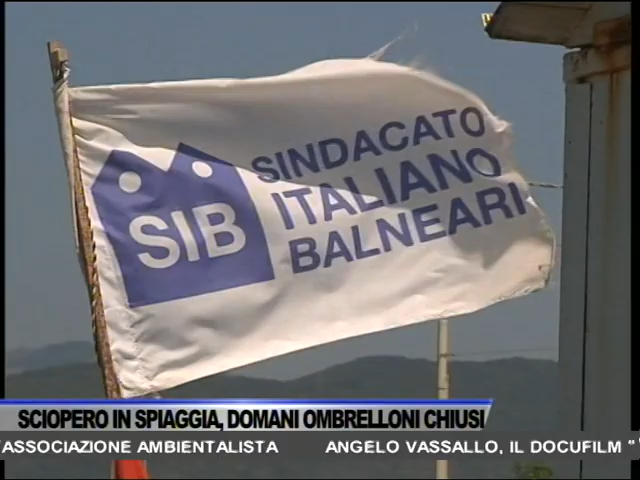 SINDACATO
ITALIANO
BALNEARI
SIB
SCIOPERO IN SPIAGGIA, DOMANI OMBRELLONI CHIUSI
'ASSOCIAZIONE AMBIENTALISTA ANGELO VASSALLO, IL DOCUFILM "